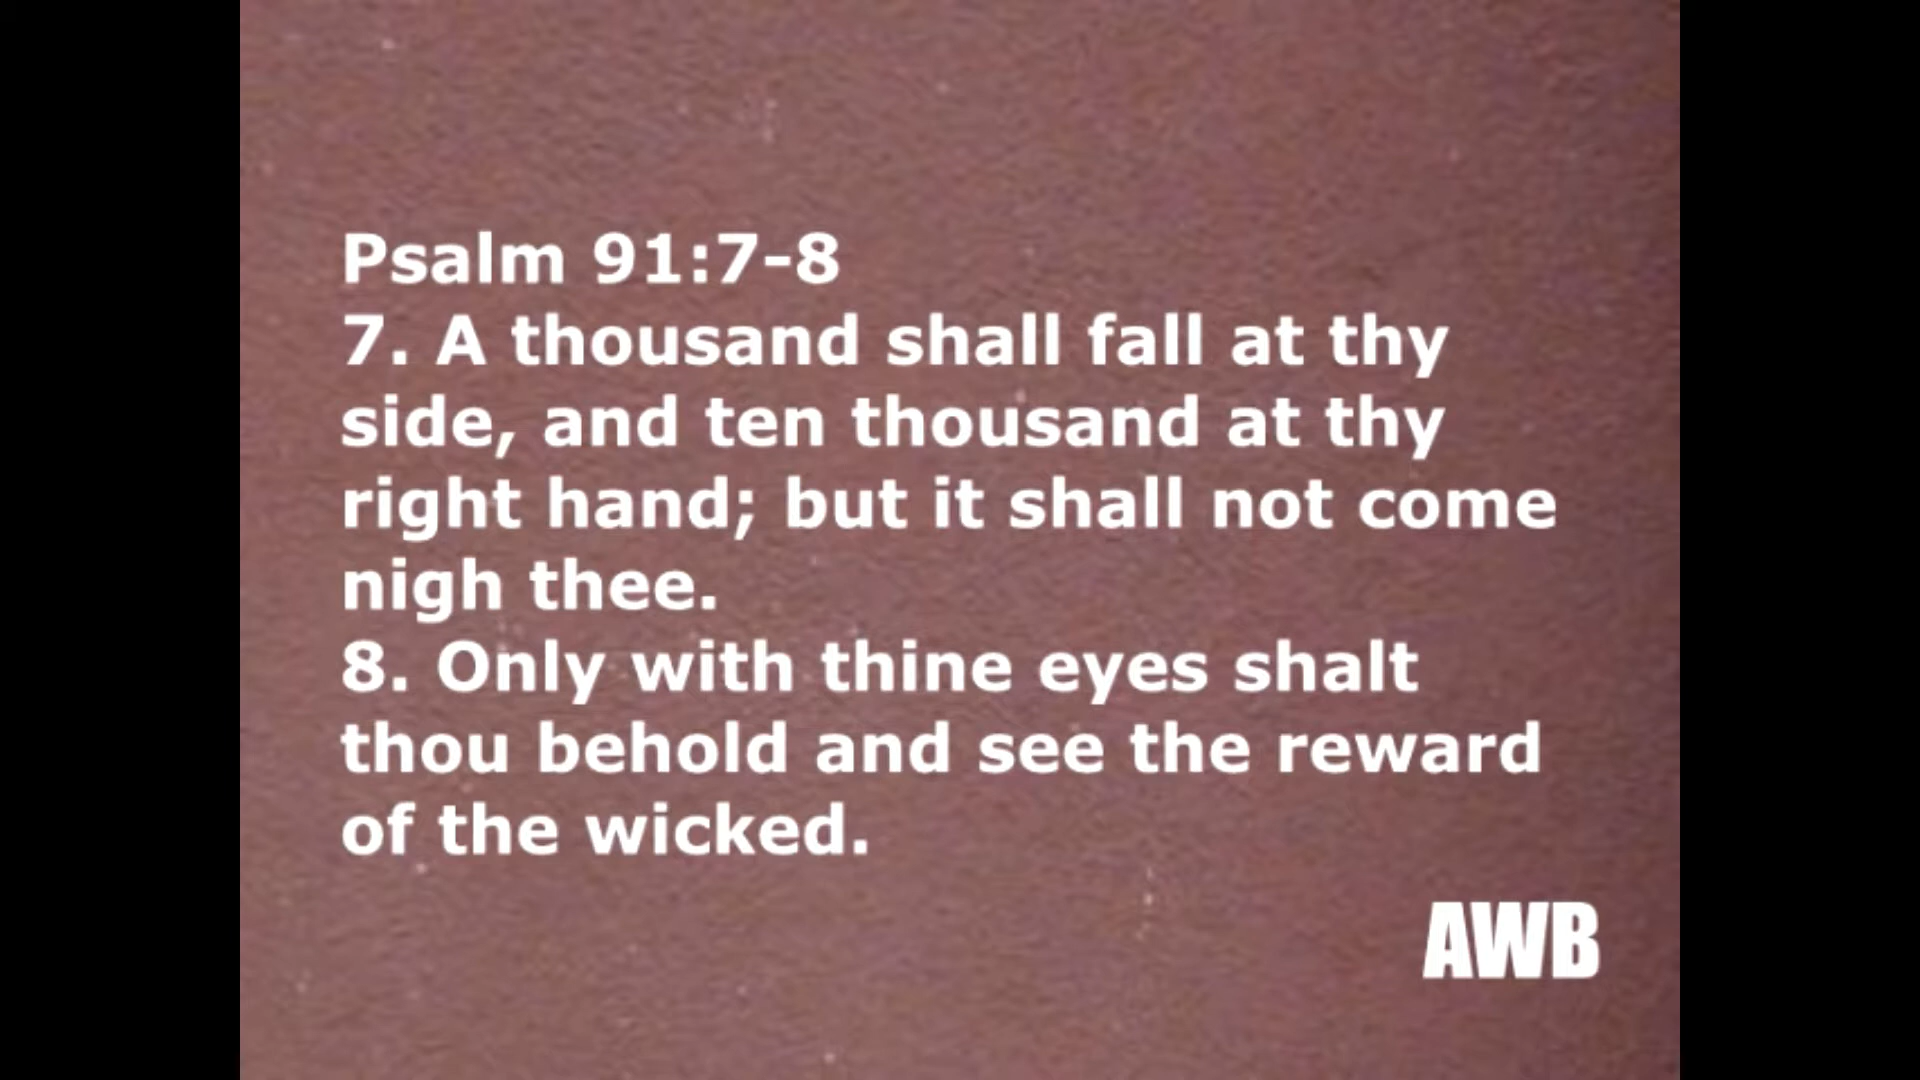 Psalm 91:7-8
7. A thousand shall fall at thy
side, and ten thousand at thy
right hand; but it shall not come
nigh thee.
8. Only with thine eyes shalt
thou behold and see the reward
of the wicked.
AWB